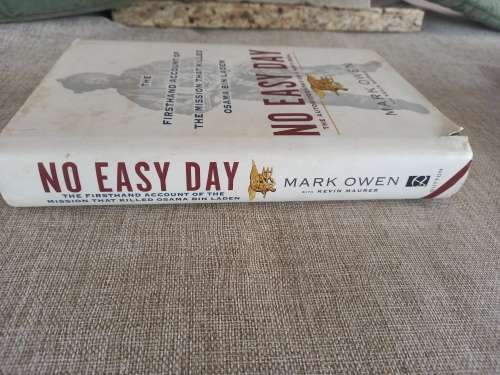 THE
FIRSTHAND ACCOUNT OF
THE MISSION THAT KILLED
OSAMA BIN LADEN
NO EASY DAY
MARK OWEN
NO EASY DAY
THE FIRSTHAND ACCOUNT OF THE
MISSION THAT KILLED OSAMA BIN LADEN
MARK OWEN
WITH KEVIN MAURER
DUTTON